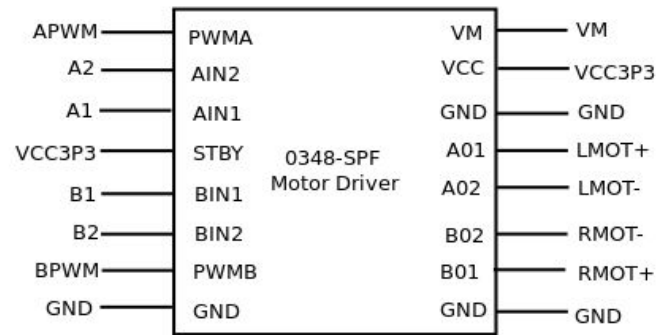 APWM PWMA VM VM
A2 AIN2 VCC VCC3P3
A1 AIN1 GND GND
VCC3P3 STBY A01 LMOT+
0348-SPF
Motor Driver
B1 BIN1 A02 LMOT-
B2 BIN2 B02 RMOT-
BPWM PWMB B01 RMOT+
GND GND GND GND